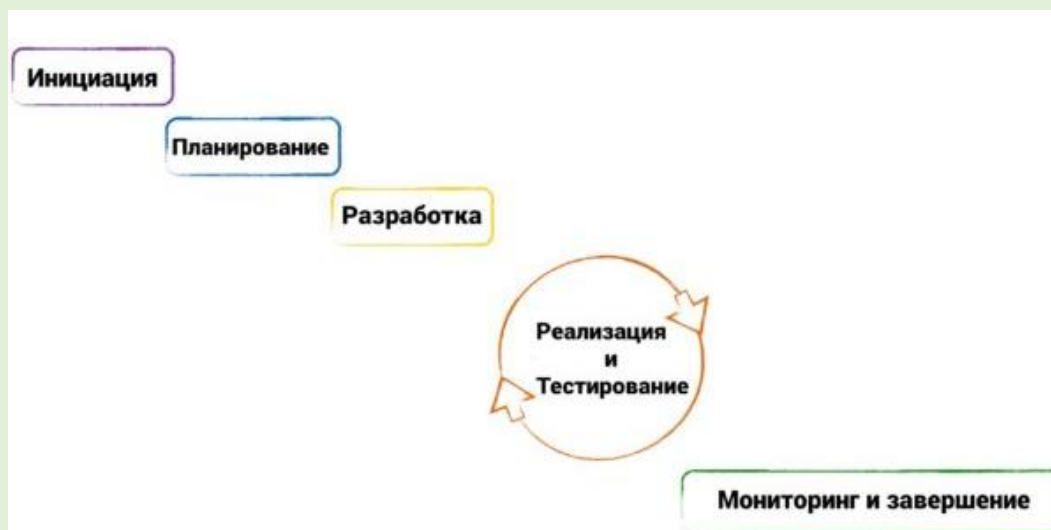 Инициация
Планирование
Разработка
Реализация
и
Тестирование
Мониторинг и завершение